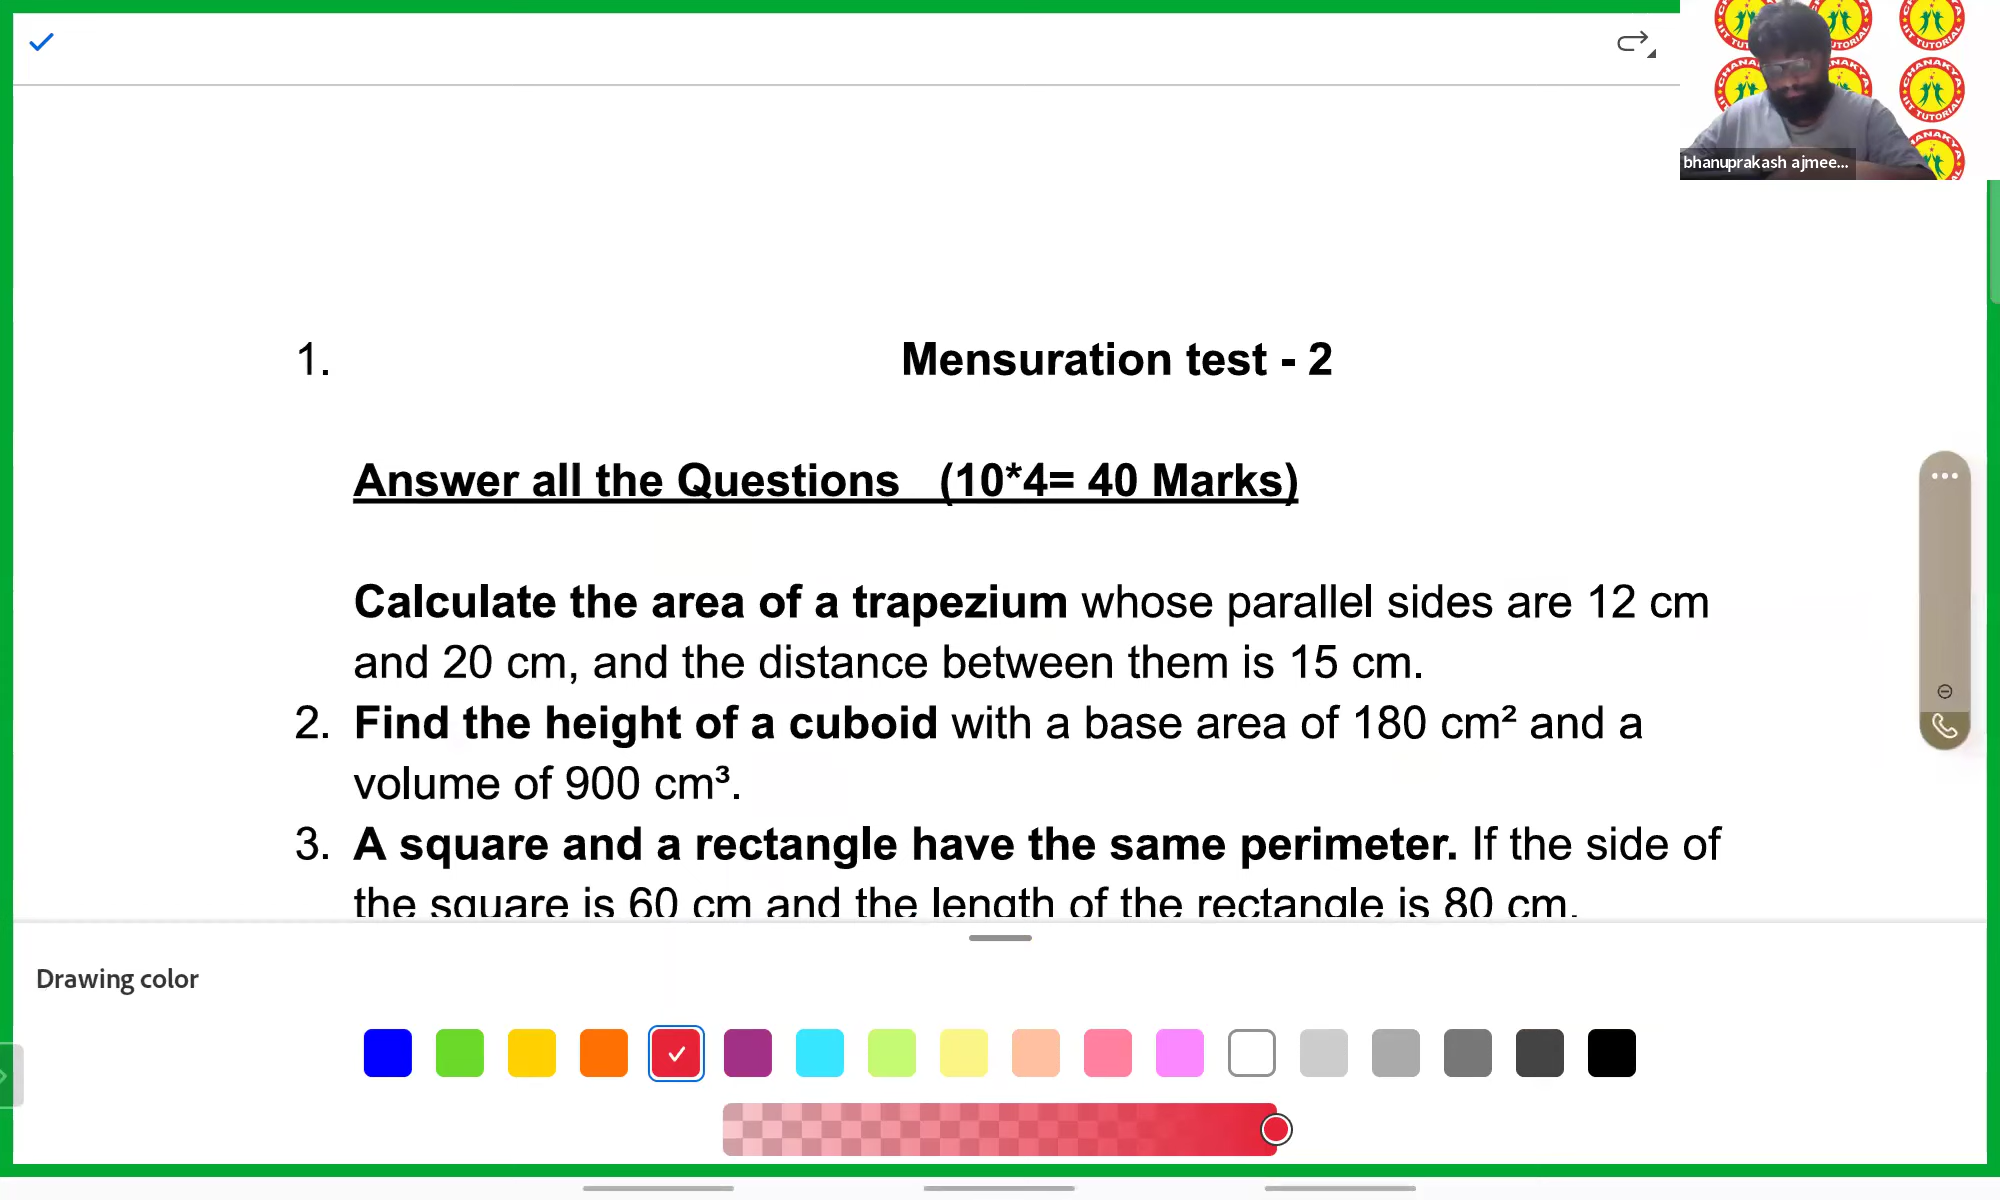 bhanuprakash ajmee...
1. Mensuration test - 2
Answer all the Questions (10*4= 40 Marks)
Calculate the area of a trapezium whose parallel sides are 12 cm
and 20 cm, and the distance between them is 15 cm.
2. Find the height of a cuboid with a base area of 180 cm² and a
volume of 900 cm³.
3. A square and a rectangle have the same perimeter. If the side of
the square is 60 cm and the length of the rectangle is 80 cm.
Drawing color
CHANAKYA
IIT TUTORIAL